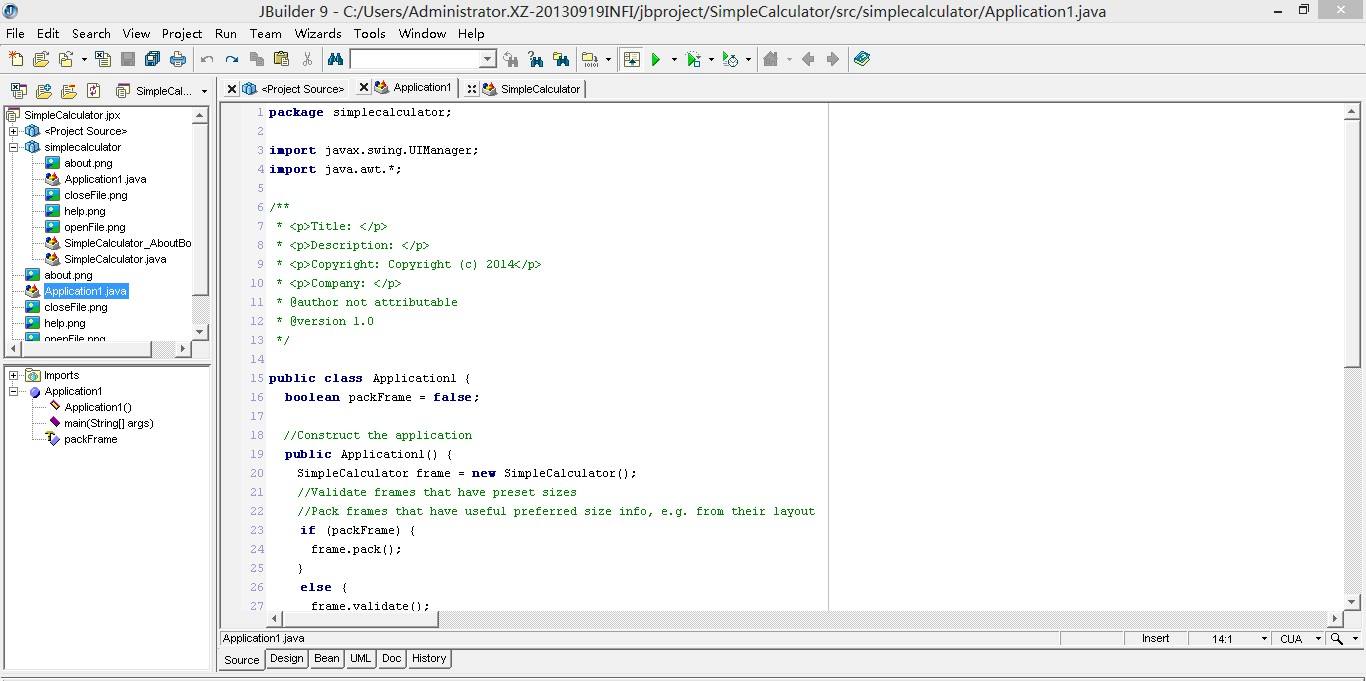 JBuilder 9 - C:/Users/Administrator.XZ-20130919INFI/jbproject/SimpleCalculator/src/simplecalculator/Application1.java
File Edit Search View Project Run Team Wizards Tools Window Help
SimpleCal...
<Project Source> Application1 SimpleCalculator
SimpleCalculator.jpx
<Project Source>
simplecalculator
about.png
Application1.java
closeFile.png
help.png
openFile.png
SimpleCalculator_AboutBo
SimpleCalculator.java
about.png
Application1.java
closeFile.png
help.png
openFile.png
Imports
Application1
Application1()
main(String[] args)
packFrame
1 package simplecalculator;
2
3 import javax.swing.UIManager;
4 import java.awt.*;
5
6 /**
7 * <p>Title: </p>
8 * <p>Description: </p>
9 * <p>Copyright: Copyright (c) 2014</p>
10 * <p>Company: </p>
11 * @author not attributable
12 * @version 1.0
13 */
14
15 public class Application1 {
16 boolean packFrame = false;
17
18 //Construct the application
19 public Application1() {
20 SimpleCalculator frame = new SimpleCalculator();
21 //Validate frames that have preset sizes
22 //Pack frames that have useful preferred size info, e.g. from their layout
23 if (packFrame) {
24 frame.pack();
25 }
26 else {
27 frame.validate();
Application1.java Insert 14:1 CUA
Source Design Bean UML Doc History